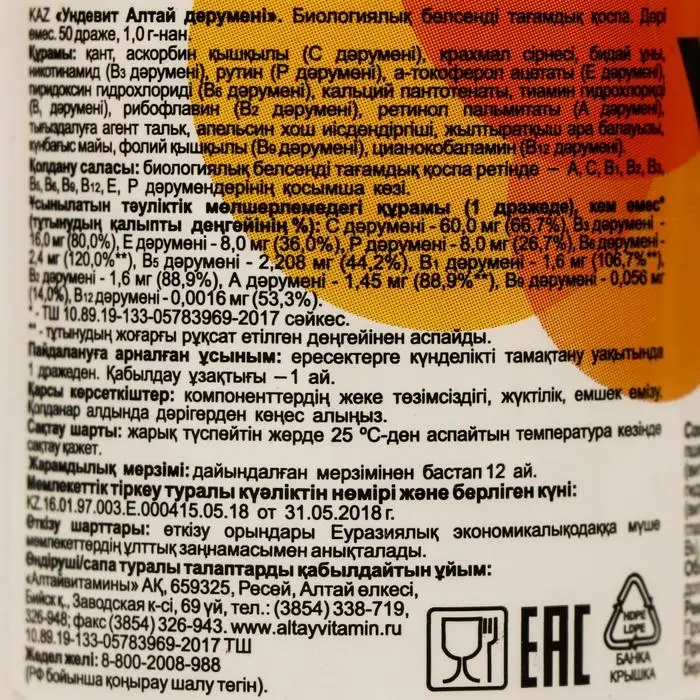 KAZ «Ундевит Алтай дәрумені». Биологиялық белсенді тағамдық қоспа. Дәрі
емес. 50 драже, 1,0 г-нан.
Құрамы: қант, аскорбин қышқылы (С дәрумені), крахмал сірнесі, бидай ұны,
никотинамид (В3 дәрумені), рутин (Р дәрумені), а-токоферол ацетаты (Е дәрумені),
пиридоксин гидрохлориді (В6 дәрумені), кальций пантотенаты, тиамин гидрохлориді
(В, дәрумені), рибофлавин (В2 дәрумені), ретинол пальмитаты (А дәрумені),
тығыздалуға агент тальк, апельсин хош иісдендіргіші, жылтыратқыш ара балауызы,
күнбағыс майы, фолий қышқылы (В9 дәрумені), цианокобаламин (В12 дәрумені).
Қолдану саласы: биологиялық белсенді тағамдық қоспа ретінде – А, С, В1, В2, В3,
В5, В6, В9, В12, Е, Р дәрумендерінің қосымша көзі.
Ұсынылатын тәуліктік мөлшерлемедегі құрамы (1 дражеде), кем емес*
(тұтынудың қалыпты деңгейінің %): С дәрумені - 60,0 мг (66,7%), В3 дәрумені -
16,0 мг (80,0%), Е дәрумені - 8,0 мг (36,0%), Р дәрумені - 8,0 мг (26,7%), В6 дәрумені -
2,4 мг (120,0%**), В5 дәрумені - 2,208 мг (44,2%), В1 дәрумені - 1,6 мг (106,7%**),
В2 дәрумені - 1,6 мг (88,9%), А дәрумені - 1,45 мг (88,9%**), В9 дәрумені - 0,056 мг
(14,0%), В12 дәрумені - 0,0016 мг (53,3%).
* - ТШ 10.89.19-133-05783969-2017 сәйкес.
** - тұтынудың жоғарғы рұқсат етілген деңгейінен аспайды.
Пайдалануға арналған ұсыным: ересектерге күнделікті тамақтану уақытында
1 дражеден. Қабылдау ұзақтығы – 1 ай.
Қарсы көрсеткіштер: компоненттердің жеке төзімсіздігі, жүктілік, емшек емізу.
Қолданар алдында дәрігерден кеңес алыңыз.
Сақтау шарты: жарық түспейтін жерде 25 °С-ден аспайтын температура кезінде
сақтау қажет.
Жарамдылық мерзімі: дайындалған мерзімінен бастап 12 ай.
Мемлекеттік тіркеу туралы куәліктің нөмірі және берліген күні:
KZ.16.01.97.003.Е.000415.05.18 от 31.05.2018 г.
Өткізу шарттары: өткізу орындары Еуразиялық экономикалықодаққа мүше
мемлекеттердің ұлттық заңнамасымен анықталады.
Өндіруші/сапа туралы талаптарды қабылдайтын ұйым:
«Алтайвитамины» АҚ, 659325, Ресей, Алтай өлкесі,
Бийск қ., Заводская к-сі, 69 үй, тел.: (3854) 338-719,
326-948; факс (3854) 326-943. www.altayvitamin.ru
10.89.19-133-05783969-2017 ТШ
Жедел желі: 8-800-2008-988
(РФ бойынша қоңырау шалу тегін).
EAC
HDPE
LDPE
БАНКА
КРЫШКА